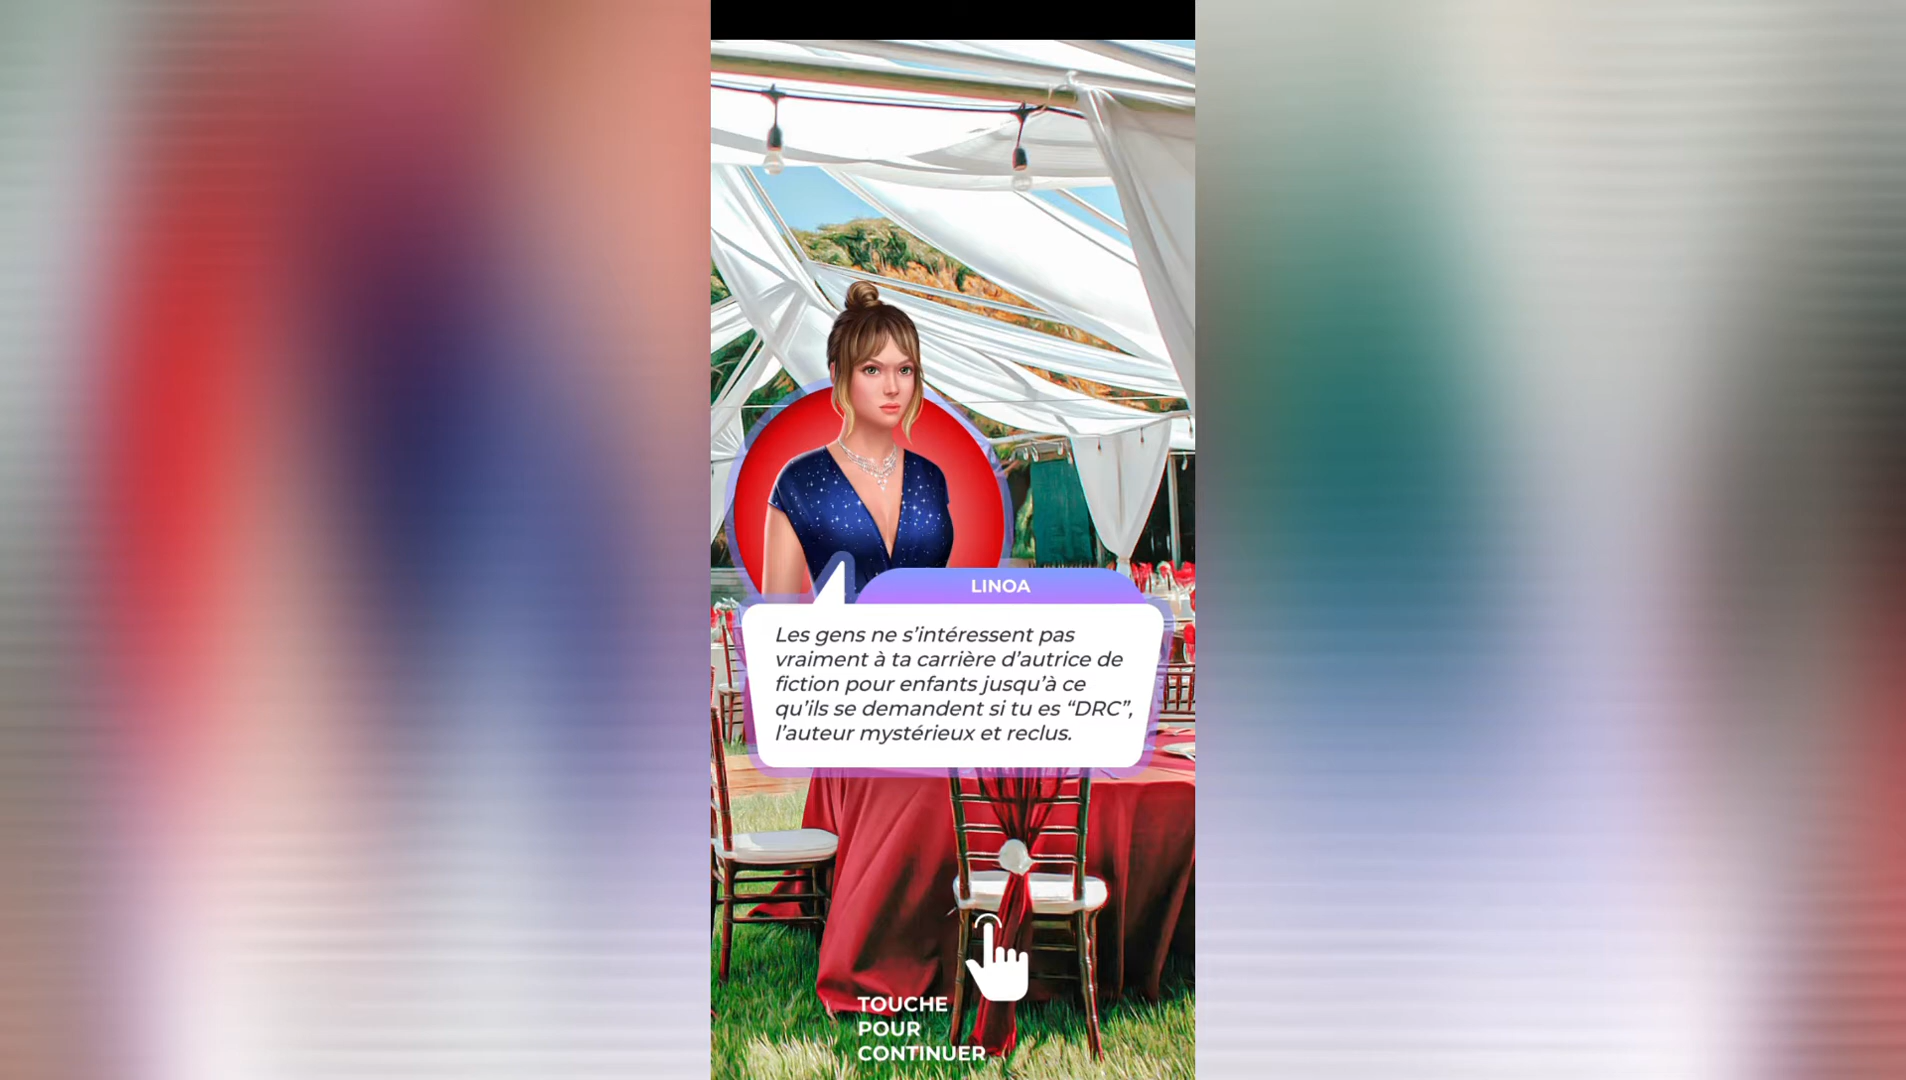 LINOA
Les gens ne s’intéressent pas
vraiment à ta carrière d’autrice de
fiction pour enfants jusqu’à ce
qu’ils se demandent si tu es “DRC”,
l’auteur mystérieux et reclus.
TOUCHE
POUR
CONTINUER